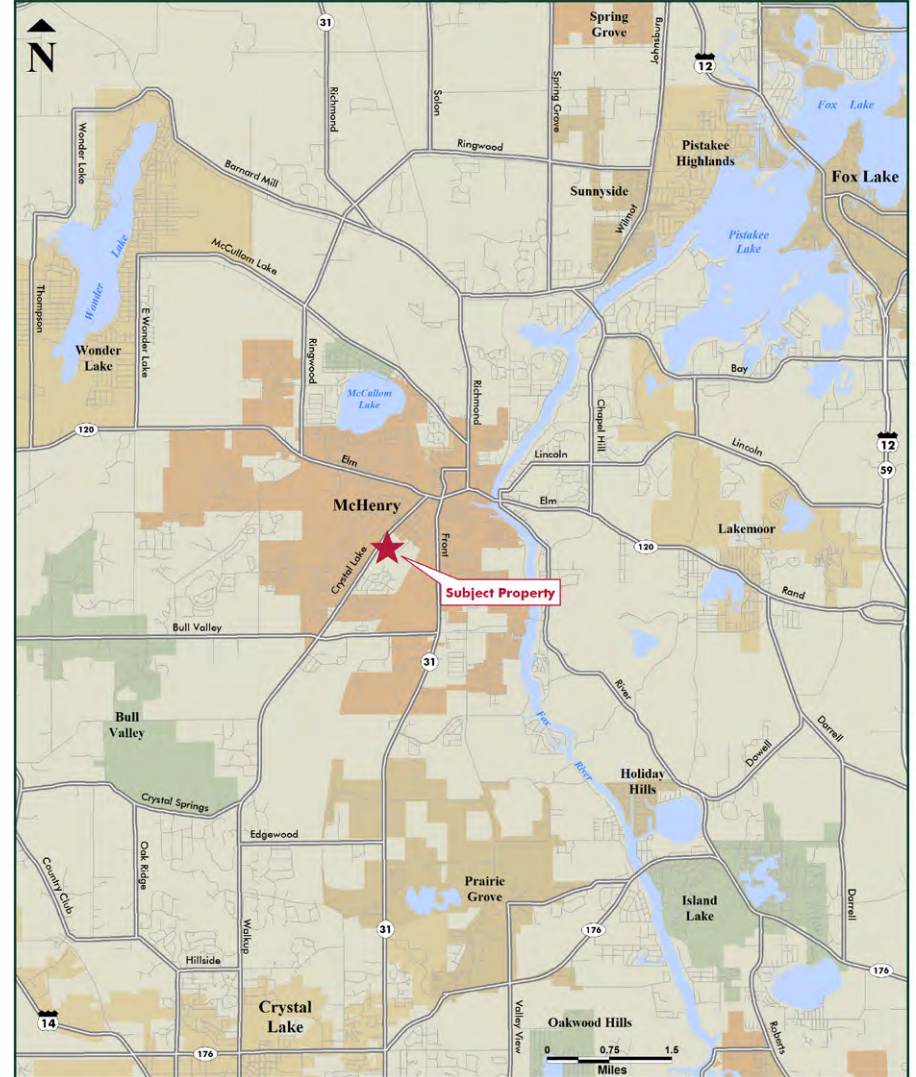 N
31
Richmond
Solon
Spring
Grove
Spring Grove
Johnsburg
12
Fox Lake
Wonder Lake
Barnard Mill
Ringwood
Pistakee
Highlands
Sunnyside
Wilmot
Fox Lake
Pistakee
Lake
Wonder Lake
McCullom Lake
Thompson
E Wonder Lake
Ringwood
Wonder
Lake
McCullom
Lake
Richmond
Chapel Hill
Bay
120
Elm
Lincoln
Lincoln
12
59
McHenry
Elm
Lakemoor
Front
120
Crystal Lake
Subject Property
Rand
Bull Valley
31
River
Bull
Valley
Fox
River
Darrell
Dowell
Holiday
Hills
Crystal Springs
Edgewood
Oak Ridge
Country Club
Prairie
Grove
Island
Lake
Darrell
Walkup
31
176
Hillside
176
Crystal
Lake
14
Valley View
Oakwood Hills
Roberts
176
0 0.75 1.5
Miles